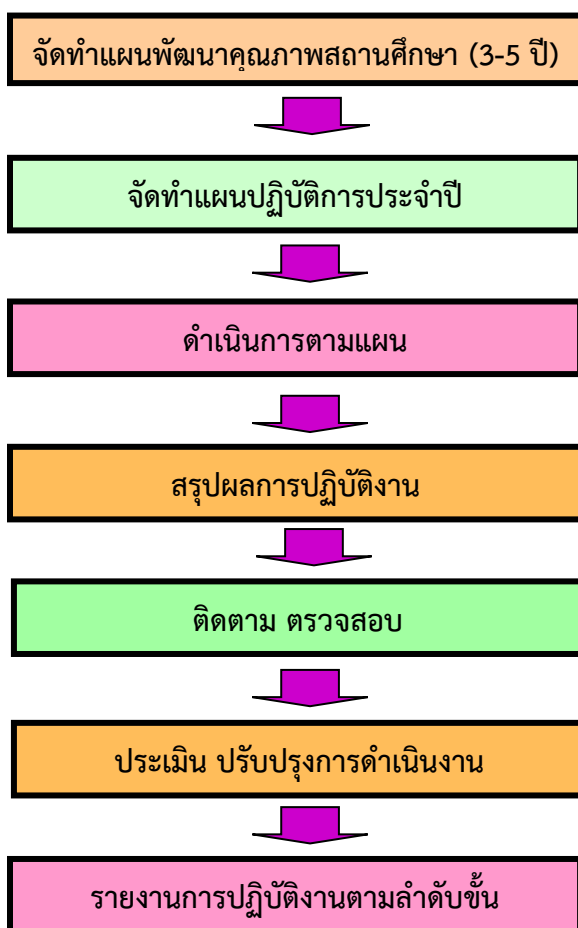 จัดทำแผนพัฒนาคุณภาพสถานศึกษา (3-5 ปี)
จัดทำแผนปฏิบัติการประจำปี
ดำเนินการตามแผน
สรุปผลการปฏิบัติงาน
ติดตาม ตรวจสอบ
ประเมิน ปรับปรุงการดำเนินงาน
รายงานการปฏิบัติงานตามลำดับขั้น